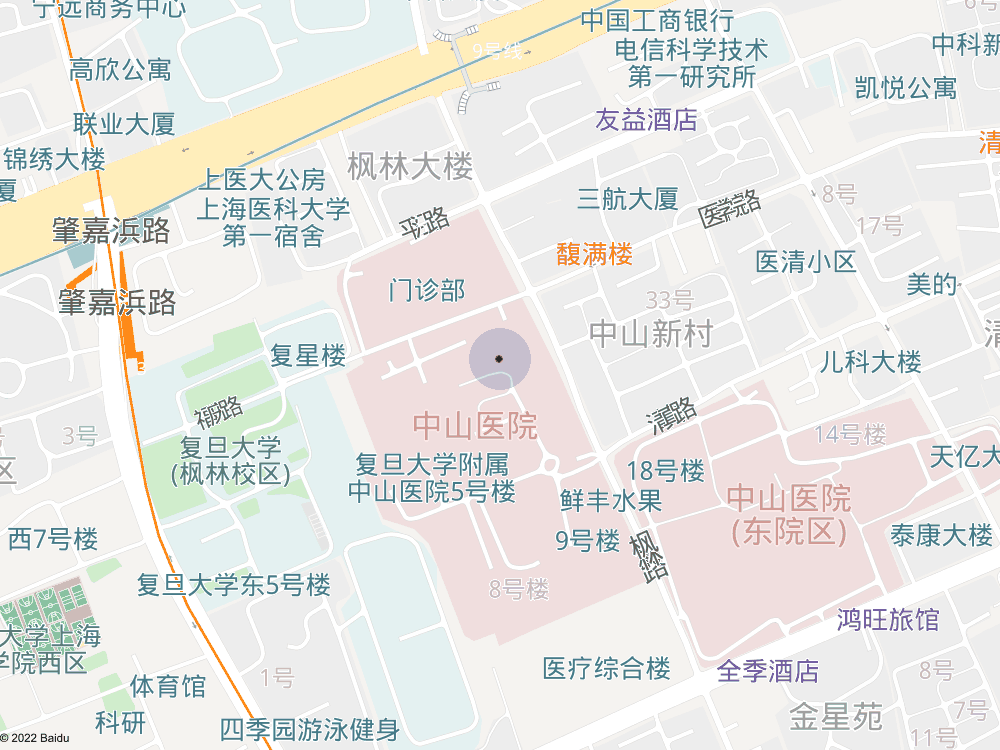 宁远商务中心
中国工商银行
6号
9号线
电信科学技术
第一研究所
中科新
高欣公寓
凯悦公寓
联业大厦
友益酒店
清
锦绣大楼
厦
枫林大楼
上医大公房
上海医科大学
第一宿舍
三航大厦
医学院路
8号
17号
平江路
肇嘉浜路
馥满楼
医清小区
门诊部
美的
肇嘉浜路
33号
中山新村
清
复星楼
儿科大楼
福禄路
清真路
中山医院
3号
14号楼
区
复旦大学
(枫林校区)
复旦大学附属
中山医院5号楼
18号楼
天亿大
鲜丰水果
中山医院
(东院区)
西7号楼
9号楼
枫林路
泰康大楼
复旦大学东5号楼
8号楼
鸿旺旅馆
大学上海
学院西区
1号
体育馆
医疗综合楼
全季酒店
8号
科研
四季园游泳健身
金星苑
7号
11号
© 2022 Baidu